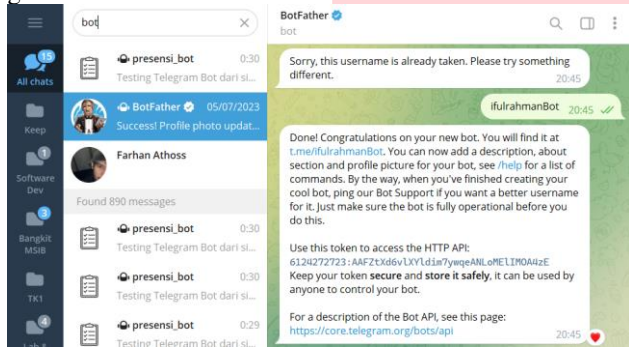 bot
15
All chats
Keep
1
Software
Dev
3
Bangkit
MSIB
TK1
4
presensi_bot 0:30
Testing Telegram Bot dari si...
BotFather 05/07/2023
Success! Profile photo updat...
Farhan Athoss
Found 890 messages
presensi_bot 0:30
Testing Telegram Bot dari si...
presensi_bot 0:30
Testing Telegram Bot dari si...
presensi_bot 0:29
Testing Telegram Bot dari si...
BotFather
bot
Sorry, this username is already taken. Please try something
different.
20:45
ifulrahmanBot 20:45
Done! Congratulations on your new bot. You will find it at
t.me/ifulrahmanBot. You can now add a description, about
section and profile picture for your bot, see /help for a list of
commands. By the way, when you've finished creating your
cool bot, ping our Bot Support if you want a better username
for it. Just make sure the bot is fully operational before you
do this.
Use this token to access the HTTP API:
6124272723:AAFZtXd6vlXYldim7ywqeANLoMElIMOA4zE
Keep your token secure and store it safely, it can be used by
anyone to control your bot.
For a description of the Bot API, see this page:
https://core.telegram.org/bots/api
20:45